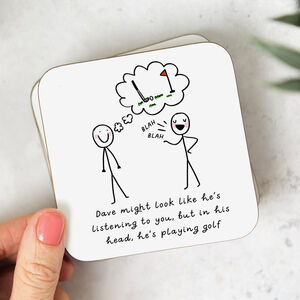 BLAH
BLAH
Dave might look like he's
listening to you, but in his
head, he's playing golf